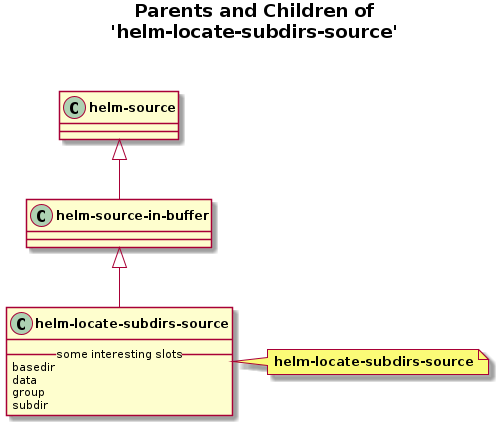 Parents and Children of
'helm-locate-subdirs-source'
C helm-source
C helm-source-in-buffer
C helm-locate-subdirs-source
some interesting slots
basedir
data
group
subdir
helm-locate-subdirs-source